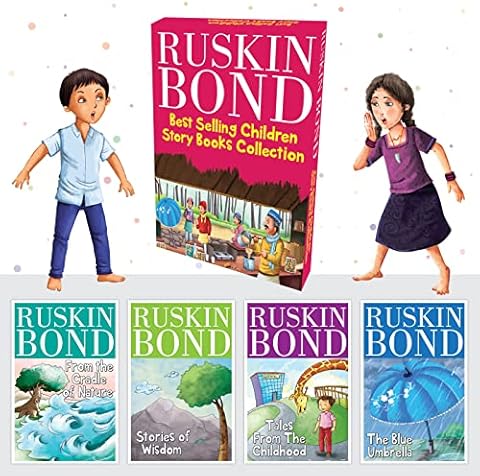 RUSKIN
BOND
Best Selling Children
Story Books Collection
RUSKIN
BOND
From the
Cradle
of Nature
RUSKIN
BOND
Stories of
Wisdom
RUSKIN
BOND
Tales
From The
Childhood
RUSKIN
BOND
The Blue
Umbrella